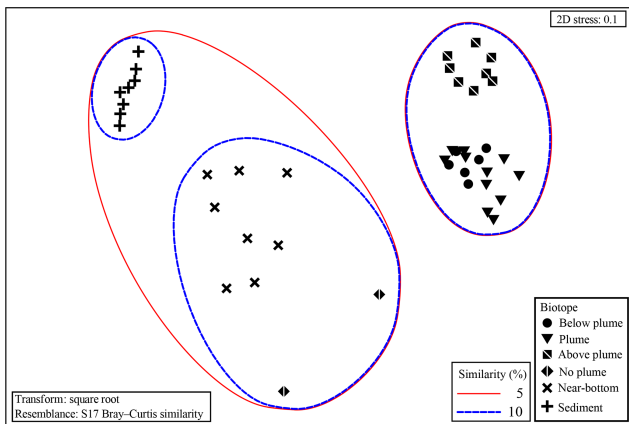 2D stress: 0.1
Biotope
Below plume
Plume
Above plume
No plume
Near-bottom
Sediment
Similarity (%)
5
10
Transform: square root
Resemblance: S17 Bray–Curtis similarity